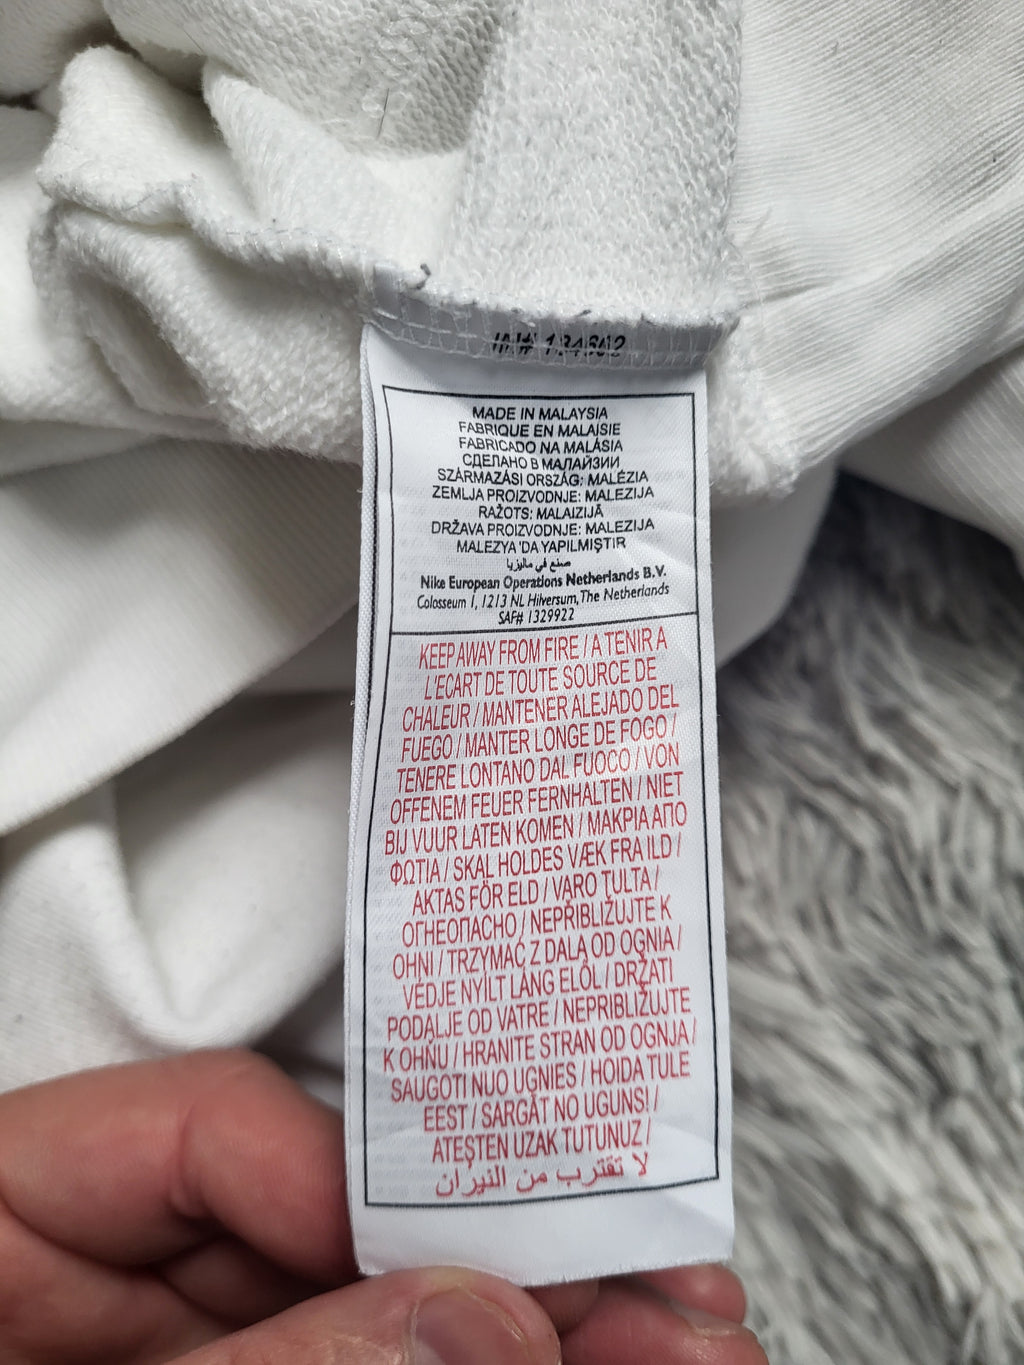 MADE IN MALAYSIA
FABRIQUE EN MALAISIE
FABRICADO NA MALÁSIA
СДЕЛАНО В МАЛАЙЗИИ
SZÁRMAZÁSI ORSZÁG: MALÉZIA
ZEMLJA PROIZVODNJE: MALEZIJA
RAŽOTS: MALAIZIJĀ
DRŽAVA PROIZVODNJE: MALEZIJA
MALEZYA 'DA YAPILMIŞTIR
صنع في ماليزيا
Nike European Operations Netherlands B.V.
Colosseum 1, 1213 NL Hilversum, The Netherlands
SAF# 1329922
KEEP AWAY FROM FIRE / A TENIR A
L'ECART DE TOUTE SOURCE DE
CHALEUR / MANTENER ALEJADO DEL
FUEGO / MANTER LONGE DE FOGO /
TENERE LONTANO DAL FUOCO / VON
OFFENEM FEUER FERNHALTEN / NIET
BIJ VUUR LATEN KOMEN / ΜΑΚΡΙΑ ΑΠΟ
ΦΩΤΙΑ / SKAL HOLDES VÆK FRA ILD /
AKTAS FÖR ELD / VARO TULTA /
ОГНЕОПАСНО / NEPŘIBLIŽUJTE K
OHNI / TRZYMAĆ Z DALA OD OGNIA /
VÉDJE NYÍLT LÁNG ELŐL / DRŽATI
PODALJE OD VATRE / NEPRIBLIŽUJTE
K OHŇU / HRANITE STRAN OD OGNJA /
SAUGOTI NUO UGNIES / HOIDA TULE
EEST / SARGĀT NO UGUNS! /
ATEŞTEN UZAK TUTUNUZ /
لا تقترب من النيران